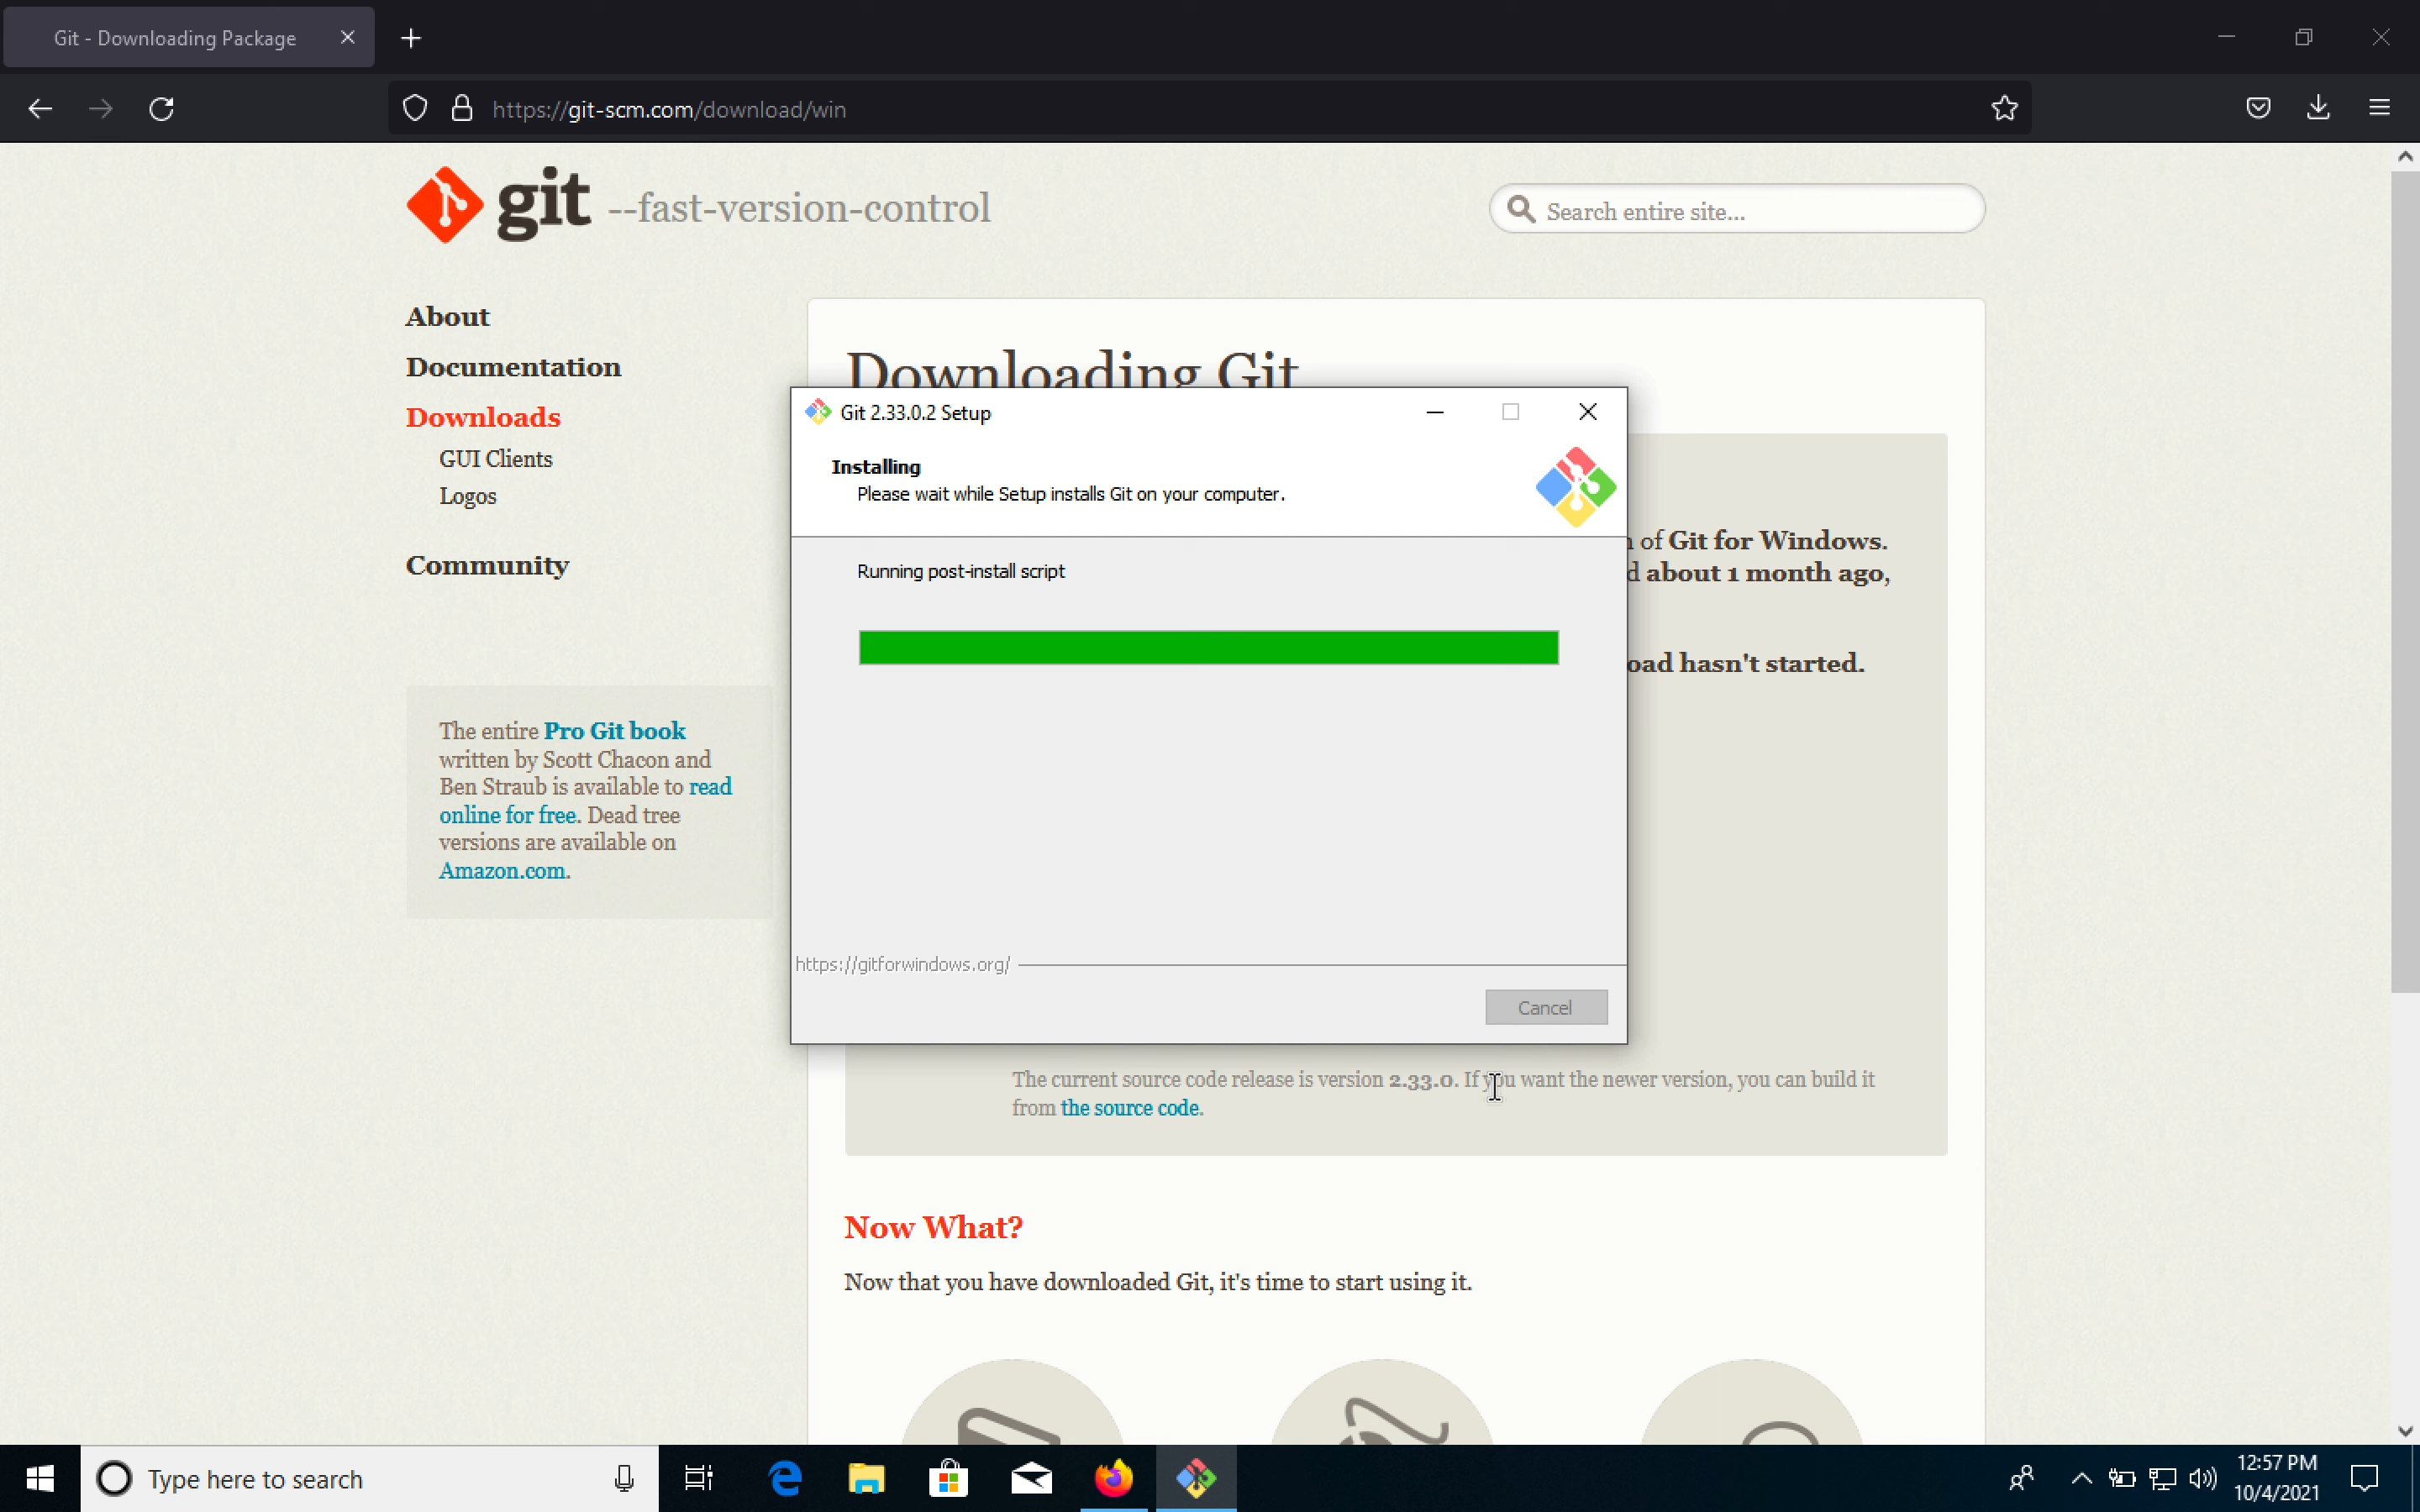 Git - Downloading Package
https://git-scm.com/download/win
git --fast-version-control
Search entire site...
About
Documentation
Downloads
GUI Clients
Logos
Community
The entire Pro Git book
written by Scott Chacon and
Ben Straub is available to read
online for free. Dead tree
versions are available on
Amazon.com.
Downloading Git
of Git for Windows.
about 1 month ago,
hasn't started.
Git 2.33.0.2 Setup
Installing
Please wait while Setup installs Git on your computer.
Running post-install script
https://gitforwindows.org/
Cancel
The current source code release is version 2.33.0. If you want the newer version, you can build it
from the source code.
Now What?
Now that you have downloaded Git, it's time to start using it.
Type here to search
12:57 PM
10/4/2021